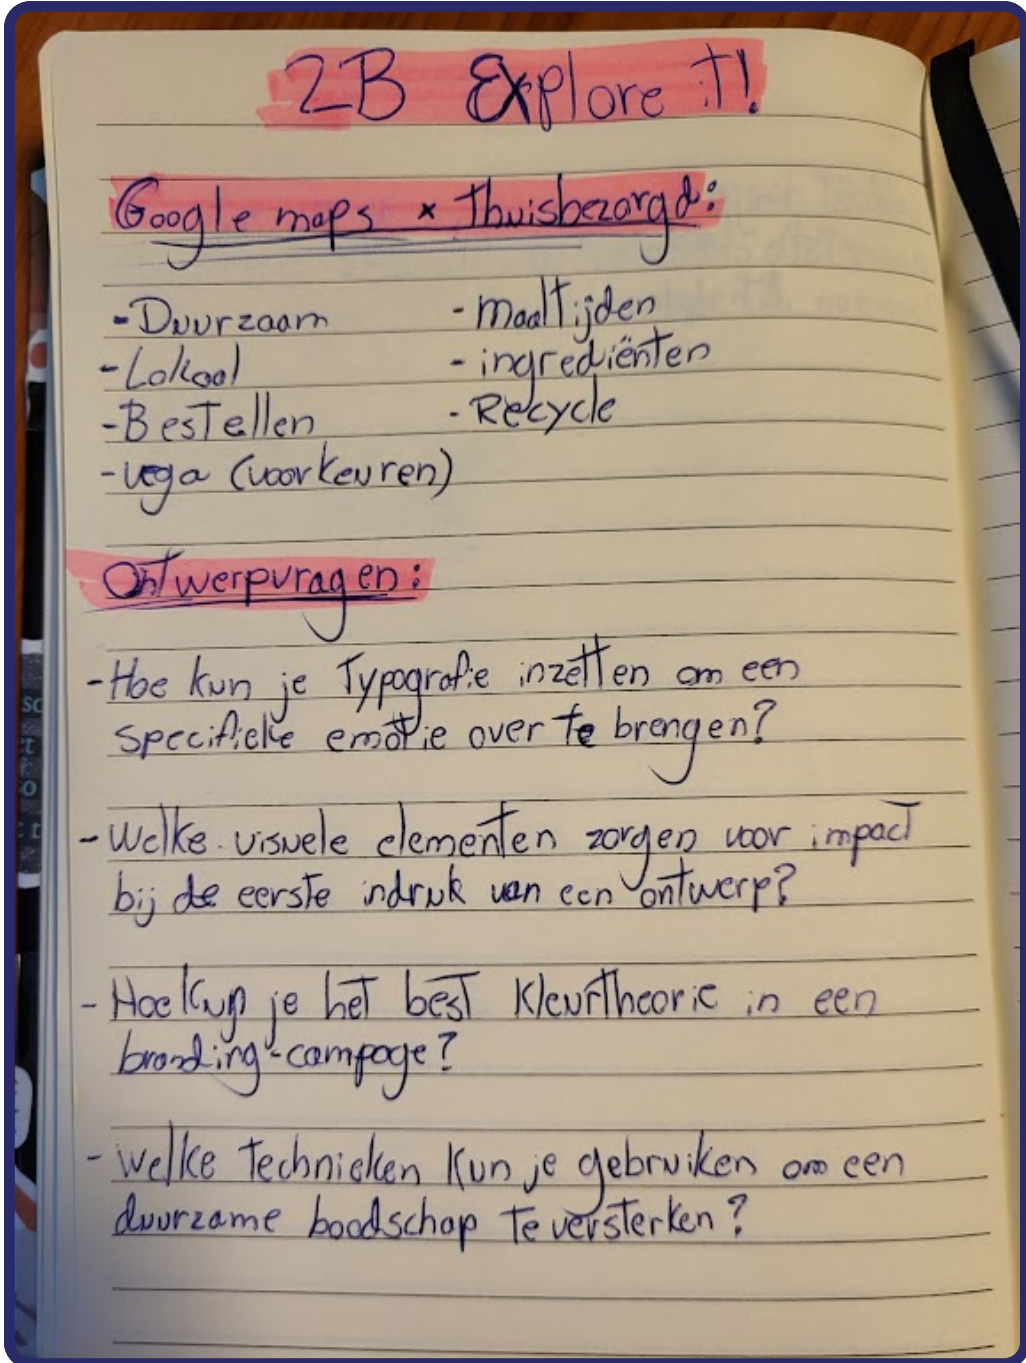 2B Explore it!
Google maps x Thuisbezorgd:
- Duurzaam
- Lokaal
- Bestellen
- vega (voorkeuren)
- maaltijden
- ingrediënten
- Recycle
Ontwerpvragen:
- Hoe kun je Typografie inzetten om een
specifieke emotie over te brengen?
- Welke visuele elementen zorgen voor impact
bij de eerste indruk van een ontwerp?
- Hoe kun je het best kleurtheorie in een
branding-campage?
- Welke technieken kun je gebruiken om een
duurzame boodschap te versterken?